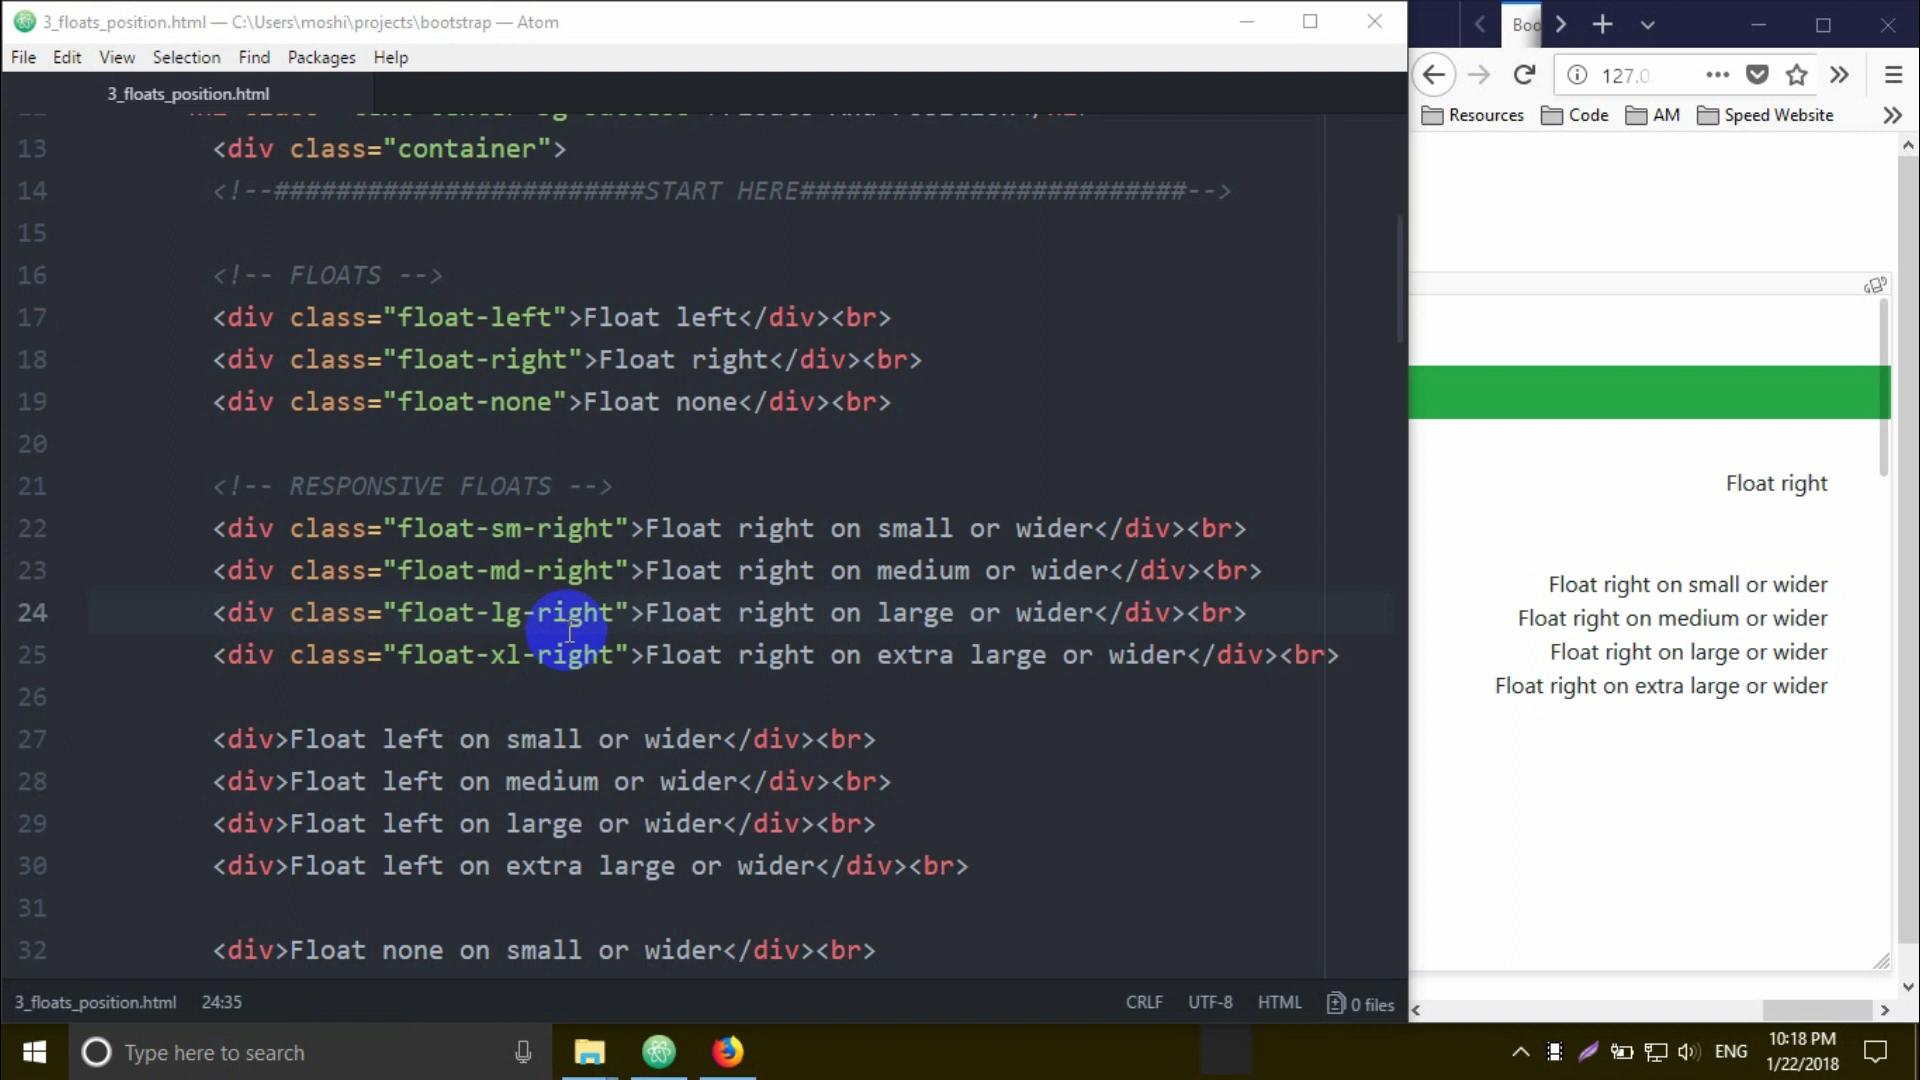 3_floats_position.html — C:\Users\moshi\projects\bootstrap — Atom
File Edit View Selection Find Packages Help
3_floats_position.html
13 <div class="container">
14 <!--########################START HERE#########################-->
15
16 <!-- FLOATS -->
17 <div class="float-left">Float left</div><br>
18 <div class="float-right">Float right</div><br>
19 <div class="float-none">Float none</div><br>
20
21 <!-- RESPONSIVE FLOATS -->
22 <div class="float-sm-right">Float right on small or wider</div><br>
23 <div class="float-md-right">Float right on medium or wider</div><br>
24 <div class="float-lg-right">Float right on large or wider</div><br>
25 <div class="float-xl-right">Float right on extra large or wider</div><br>
26
27 <div>Float left on small or wider</div><br>
28 <div>Float left on medium or wider</div><br>
29 <div>Float left on large or wider</div><br>
30 <div>Float left on extra large or wider</div><br>
31
32 <div>Float none on small or wider</div><br>
3_floats_position.html 24:35 CRLF UTF-8 HTML 0 files
Boo
127.0.
Resources Code AM Speed Website
Float right
Float right on small or wider
Float right on medium or wider
Float right on large or wider
Float right on extra large or wider
Type here to search
ENG
10:18 PM
1/22/2018